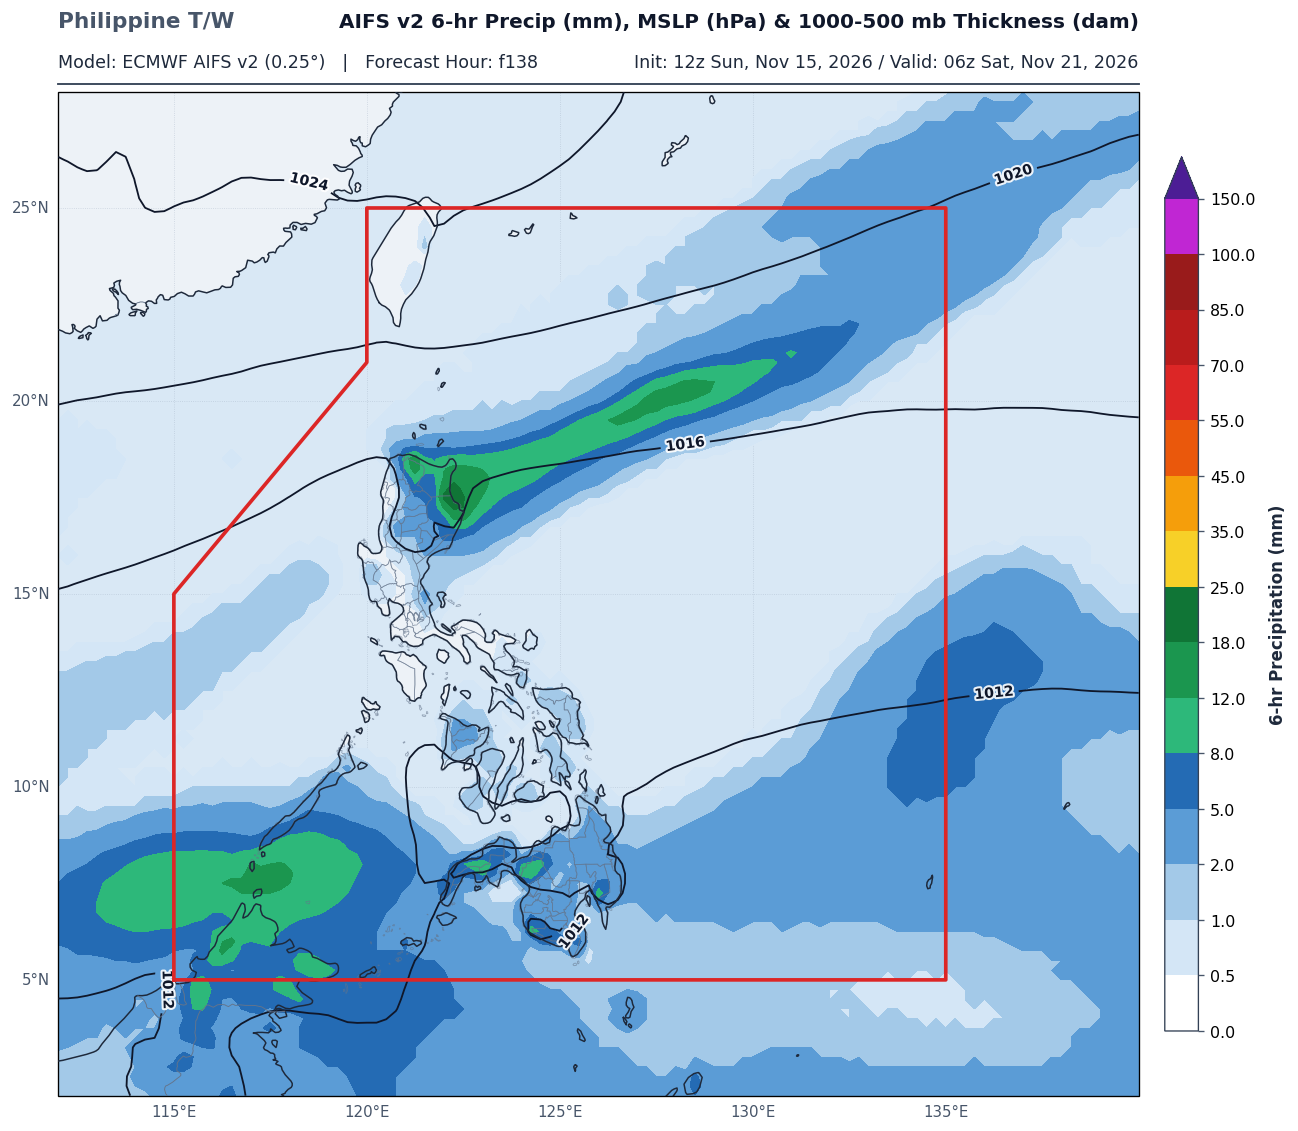 Philippine T/W
AIFS v2 6-hr Precip (mm), MSLP (hPa) & 1000-500 mb Thickness (dam)
Model: ECMWF AIFS v2 (0.25°) | Forecast Hour: f138
Init: 12z Sun, Nov 15, 2026 / Valid: 06z Sat, Nov 21, 2026
1024
1020
1016
1012
1012
1012
25°N
20°N
15°N
10°N
5°N
115°E
120°E
125°E
130°E
135°E
150.0
100.0
85.0
70.0
55.0
45.0
35.0
25.0
18.0
12.0
8.0
5.0
2.0
1.0
0.5
0.0
6-hr Precipitation (mm)